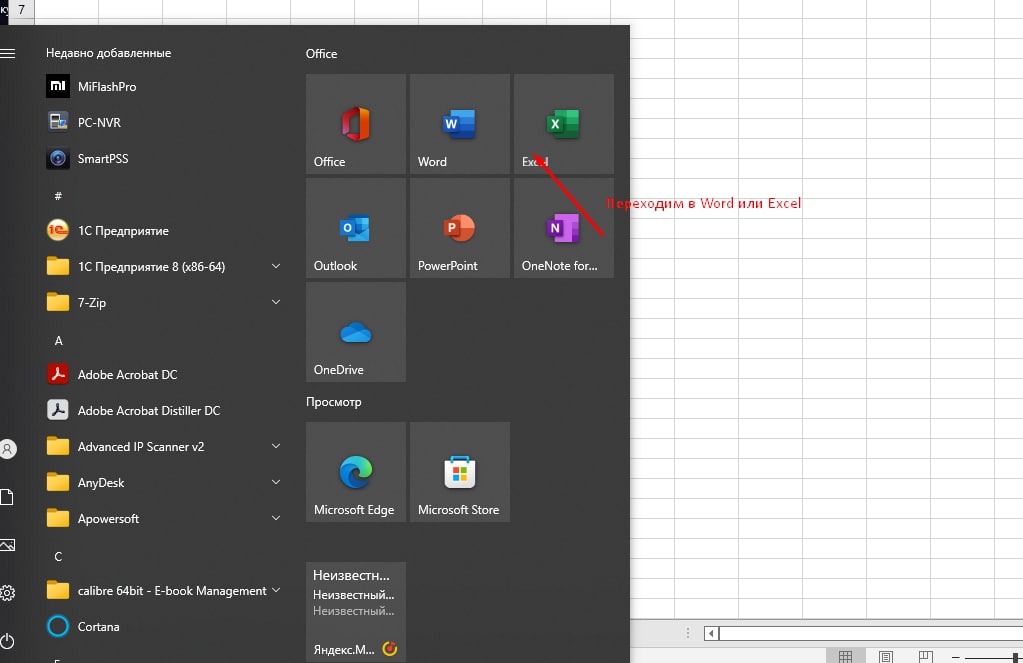 7
Недавно добавленные
MiFlashPro
PC-NVR
SmartPSS
#
1С Предприятие
1С Предприятие 8 (x86-64)
7-Zip
A
Adobe Acrobat DC
Adobe Acrobat Distiller DC
Advanced IP Scanner v2
AnyDesk
Apowersoft
C
calibre 64bit - E-book Management
Cortana
Office
Office
Word
Excel
Outlook
PowerPoint
OneNote for...
OneDrive
Просмотр
Microsoft Edge
Microsoft Store
Неизвестн...
Неизвестный...
Неизвестный...
Яндекс.М...
Переходим в Word или Excel